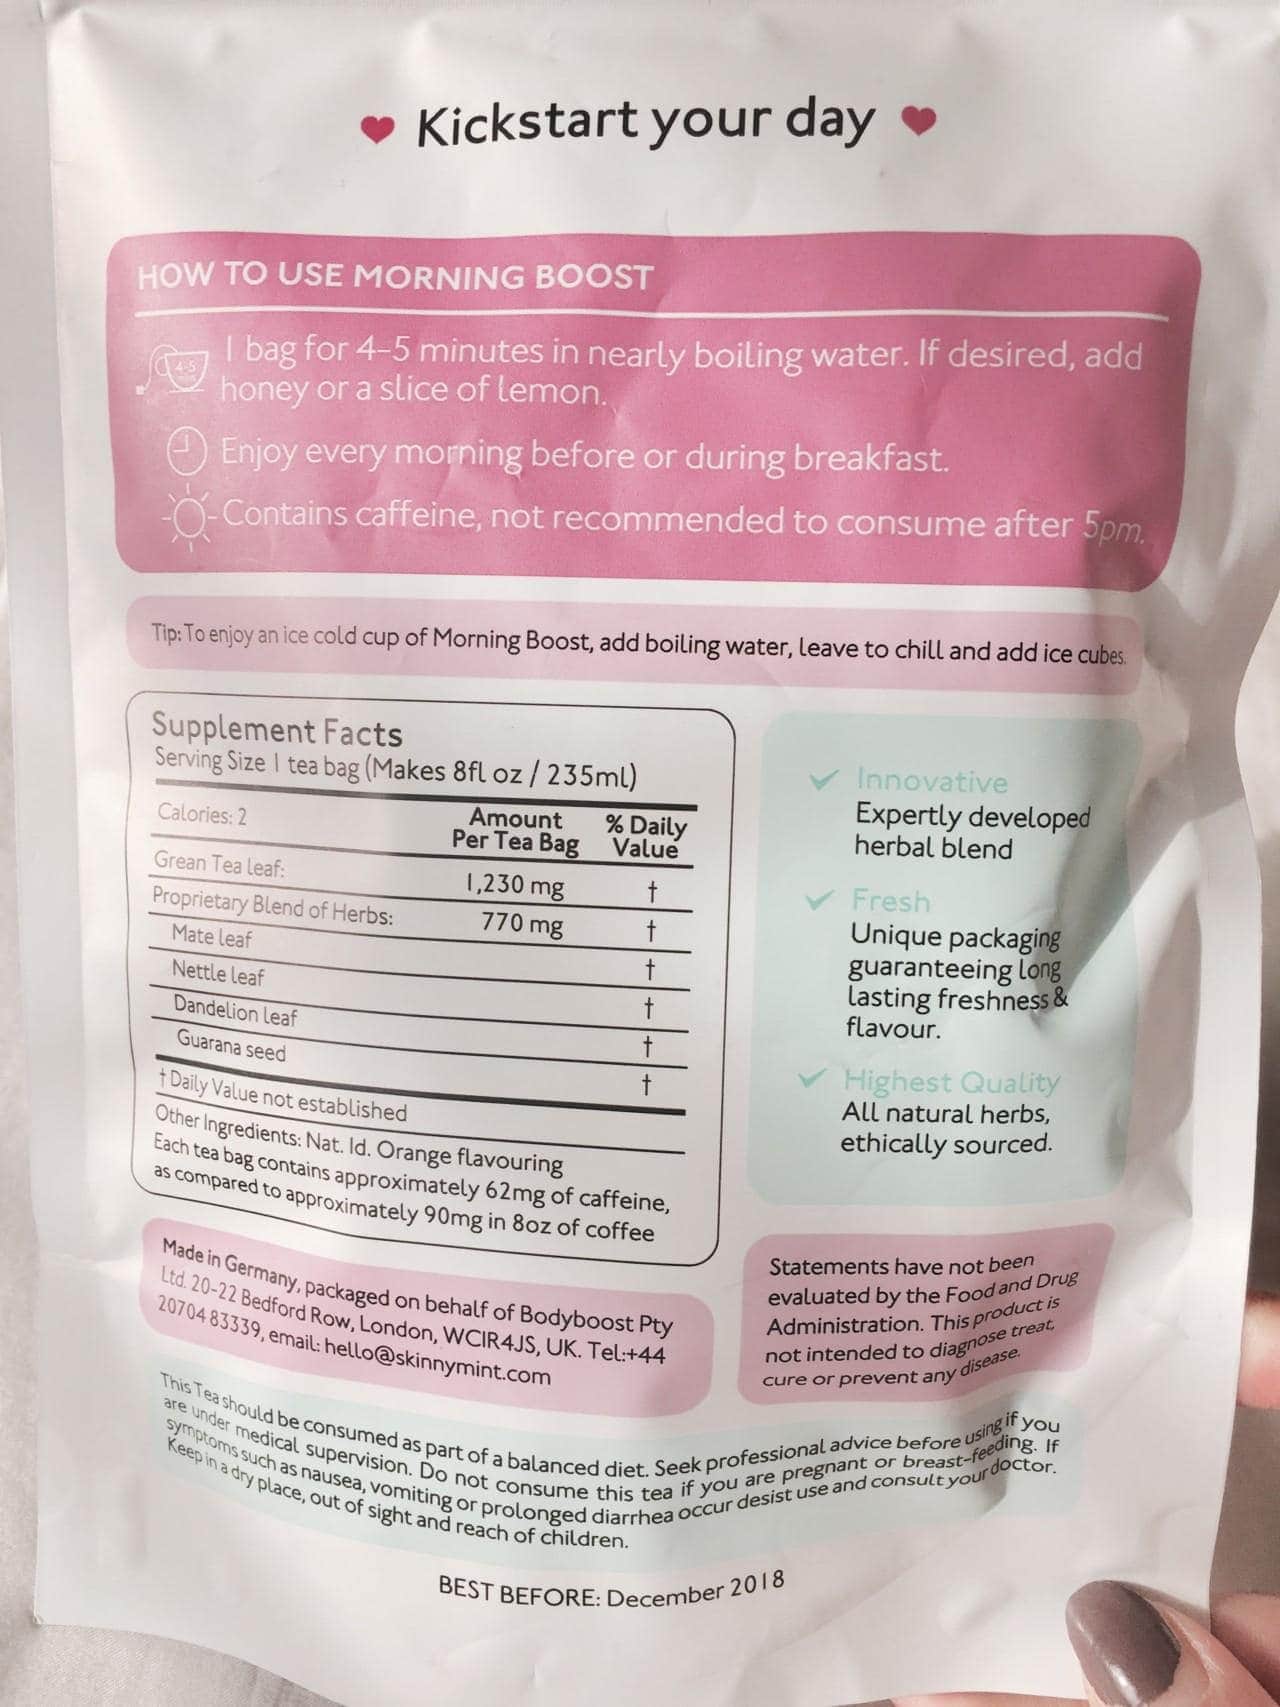 Kickstart your day
HOW TO USE MORNING BOOST
4-5
1 bag for 4-5 minutes in nearly boiling water. If desired, add
honey or a slice of lemon.
Enjoy every morning before or during breakfast.
Contains caffeine, not recommended to consume after 5pm.
Tip: To enjoy an ice cold cup of Morning Boost, add boiling water, leave to chill and add ice cubes.
Supplement Facts
Serving Size 1 tea bag (Makes 8fl oz / 235ml)
Calories: 2
Amount
Per Tea Bag
% Daily
Value
Grean Tea leaf: 1,230 mg †
Proprietary Blend of Herbs: 770 mg †
Mate leaf †
Nettle leaf †
Dandelion leaf †
Guarana seed †
† Daily Value not established
Other Ingredients: Nat. Id. Orange flavouring
Each tea bag contains approximately 62mg of caffeine,
as compared to approximately 90mg in 8oz of coffee
Innovative
Expertly developed
herbal blend
Fresh
Unique packaging
guaranteeing long
lasting freshness &
flavour.
Highest Quality
All natural herbs,
ethically sourced.
Made in Germany, packaged on behalf of Bodyboost Pty
Ltd. 20-22 Bedford Row, London, WC1R4JS, UK. Tel:+44
20704 83339, email: hello@skinnymint.com
Statements have not been
evaluated by the Food and Drug
Administration. This product is
not intended to diagnose treat,
cure or prevent any disease.
This Tea should be consumed as part of a balanced diet. Seek professional advice before using if you
are under medical supervision. Do not consume this tea if you are pregnant or breast-feeding. If
symptoms such as nausea, vomiting or prolonged diarrhea occur desist use and consult your doctor.
Keep in a dry place, out of sight and reach of children.
BEST BEFORE: December 2018